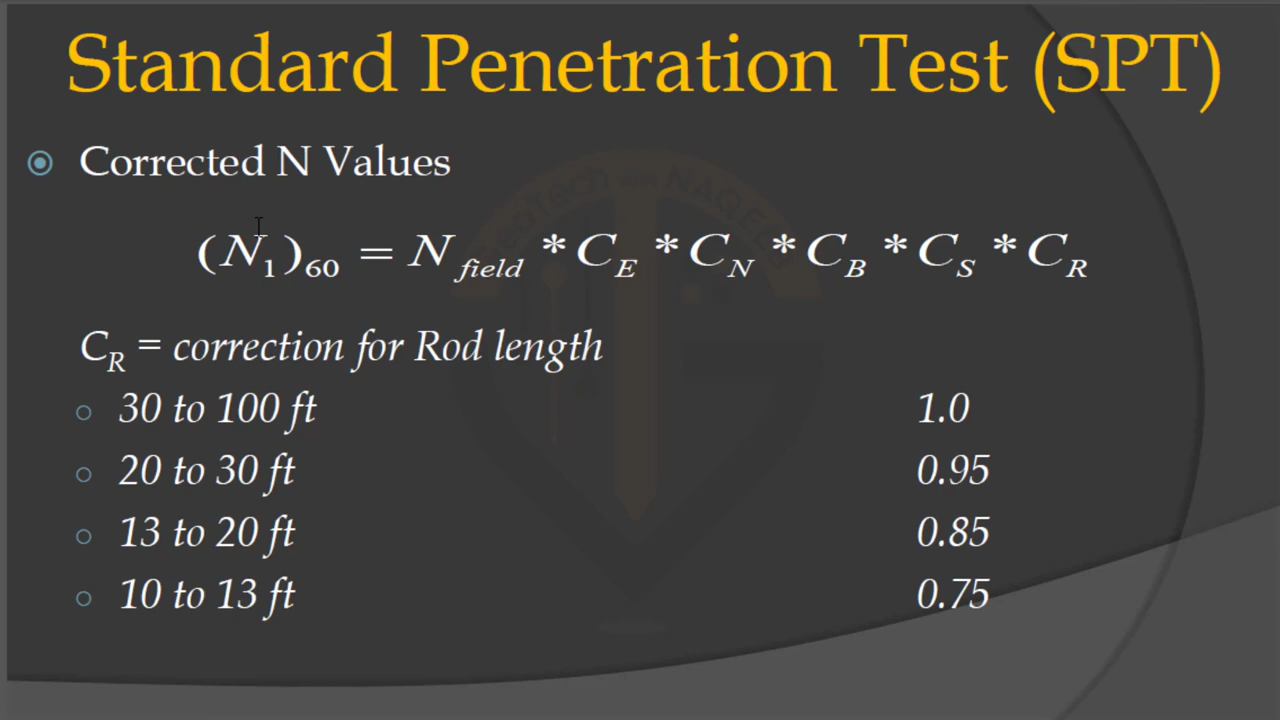 Standard Penetration Test (SPT)
Corrected N Values
(N₁)₆₀ = N_field * C_E * C_N * C_B * C_S * C_R
C_R = correction for Rod length
30 to 100 ft 1.0
20 to 30 ft 0.95
13 to 20 ft 0.85
10 to 13 ft 0.75